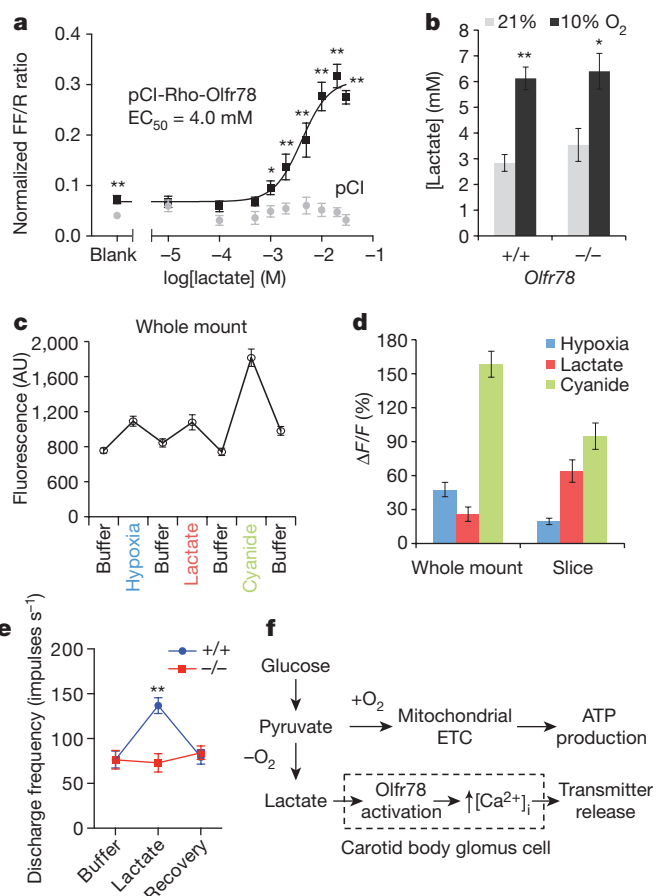 a
Normalized FF/R ratio
0.4
0.3
0.2
0.1
0.0
pCI-Rho-Olfr78
EC50 = 4.0 mM
**
*
**
**
**
**
**
pCI
Blank
−5 −4 −3 −2 −1
log[lactate] (M)
b
21% 10% O2
[Lactate] (mM)
8
7
6
5
4
3
2
1
0
**
*
+/+ −/−
Olfr78
c
Whole mount
Fluorescence (AU)
2,000
1,600
1,200
800
400
0
Buffer
Hypoxia
Buffer
Lactate
Buffer
Cyanide
Buffer
d
ΔF/F (%)
180
150
120
90
60
30
0
Hypoxia
Lactate
Cyanide
Whole mount Slice
e
Discharge frequency (impulses s−1)
200
150
100
50
0
+/+
−/−
**
Buffer
Lactate
Recovery
f
Glucose
Pyruvate
+O2
Mitochondrial
ETC
ATP
production
−O2
Lactate
Olfr78
activation
↑[Ca2+]i
Transmitter
release
Carotid body glomus cell